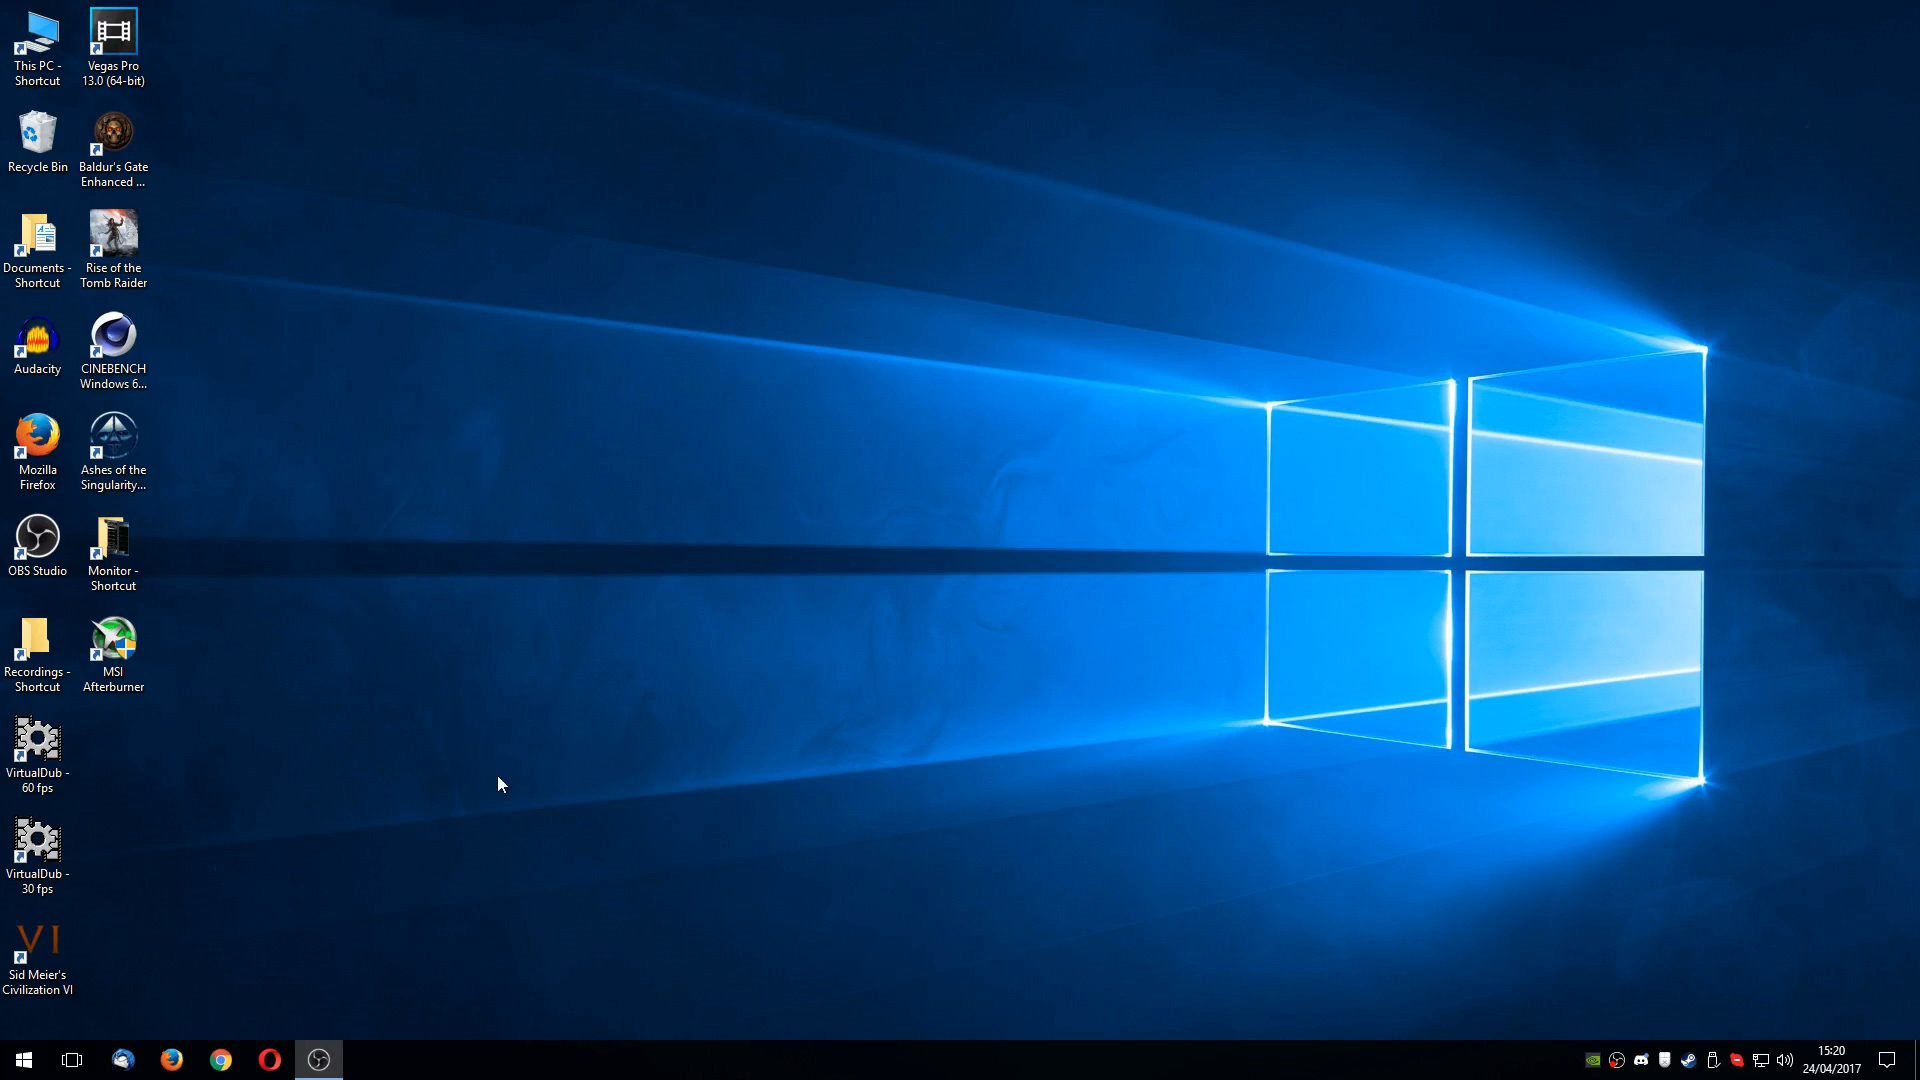 This PC -
Shortcut
Vegas Pro
13.0 (64-bit)
Recycle Bin
Baldur's Gate
Enhanced ...
Documents -
Shortcut
Rise of the
Tomb Raider
Audacity
CINEBENCH
Windows 6...
Mozilla
Firefox
Ashes of the
Singularity...
OBS Studio
Monitor -
Shortcut
Recordings -
Shortcut
MSI
Afterburner
VirtualDub -
60 fps
VirtualDub -
30 fps
VI
Sid Meier's
Civilization VI
15:20
24/04/2017